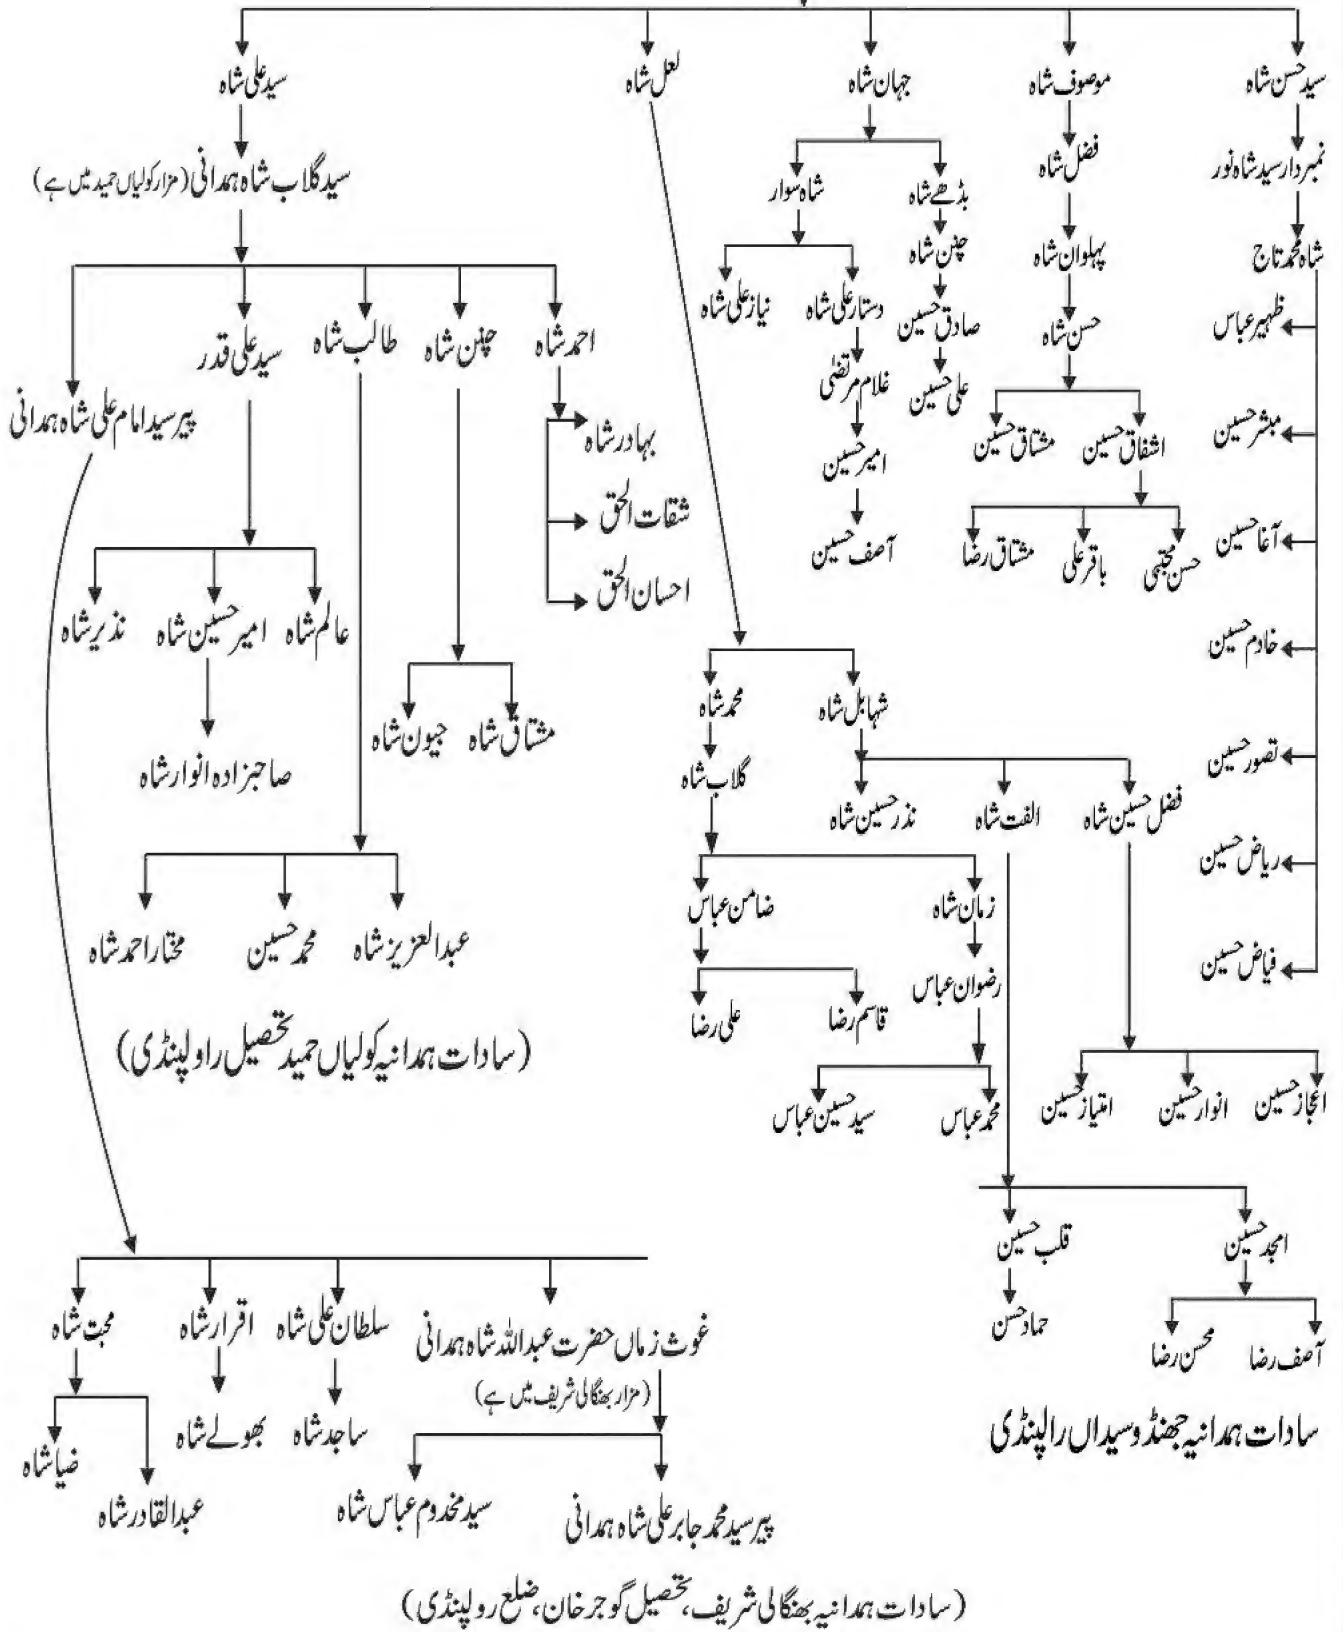 سید حسن شاہ
موصوف شاہ
جہان شاہ
لعل شاہ
سید علی شاہ
نمبردار سید شاہ نور
فضل شاہ
بڈھے شاہ
شاہ سوار
سید گلاب شاہ ہمدانی (مزار کولیاں حمید میں ہے)
شاہ محمد تاج
پہلوان شاہ
چنن شاہ
دستار علی شاہ
نیاز علی شاہ
ظہیر عباس
حسن شاہ
صادق حسین
احمد شاہ
چنن شاہ
طالب شاہ
سید علی قدر
پیر سید امام علی شاہ ہمدانی
علی حسین
غلام مرتضیٰ
مبشر حسین
اشفاق حسین
مشتاق حسین
امیر حسین
بہادر شاہ
شقات الحق
احسان الحق
آغا حسین
حسن مجتبیٰ
باقر علی
مشتاق رضا
آصف حسین
خادم حسین
عالم شاہ
امیر حسین شاہ
نذیر شاہ
شہابل شاہ
محمد شاہ
مشتاق شاہ
جیون شاہ
صاحبزادہ انوار شاہ
تصور حسین
گلاب شاہ
فضل حسین شاہ
الفت شاہ
نذر حسین شاہ
ریاض حسین
زمان شاہ
ضامن عباس
عبدالعزیز شاہ
محمد حسین
مختار احمد شاہ
فیاض حسین
رضوان عباس
قاسم رضا
علی رضا
(سادات ہمدانیہ کولیاں حمید تحصیل راولپنڈی)
اعجاز حسین
انوار حسین
امتیاز حسین
محمد عباس
سید حسین عباس
امجد حسین
قلب حسین
حماد حسن
آصف رضا
محسن رضا
غوث زماں حضرت عبداللہ شاہ ہمدانی
(مزار بھنگالی شریف میں ہے)
سلطان علی شاہ
اقرار شاہ
محبت شاہ
ساجد شاہ
بھولے شاہ
ضیا شاہ
عبدالقادر شاہ
سادات ہمدانیہ جھنڈو سیداں رالپنڈی
پیر سید محمد جابر علی شاہ ہمدانی
سید مخدوم عباس شاہ
(سادات ہمدانیہ بھنگالی شریف، تحصیل گوجر خان، ضلع رولپنڈی)